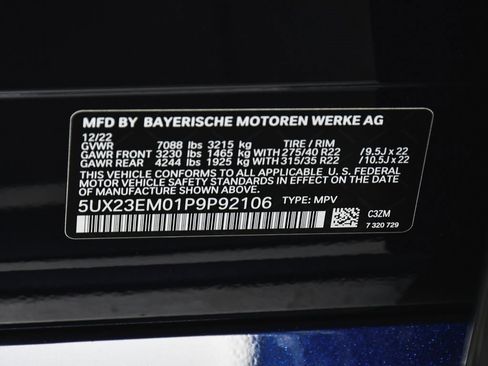 MFD BY BAYERISCHE MOTOREN WERKE AG
12/22
GVWR 7088 lbs 3215 kg TIRE / RIM
GAWR FRONT 3230 lbs 1465 kg 275/40 R22 / 9.5J x 22
GAWR REAR 4244 lbs 1925 kg 315/35 R22 / 10.5J x 22
THIS VEHICLE CONFORMS TO ALL APPLICABLE U. S. FEDERAL
MOTOR VEHICLE SAFETY STANDARDS IN EFFECT ON THE DATE OF
MANUFACTURE SHOWN ABOVE.
5UX23EM01P9P92106 TYPE: MPV
C3ZM
7 320 729